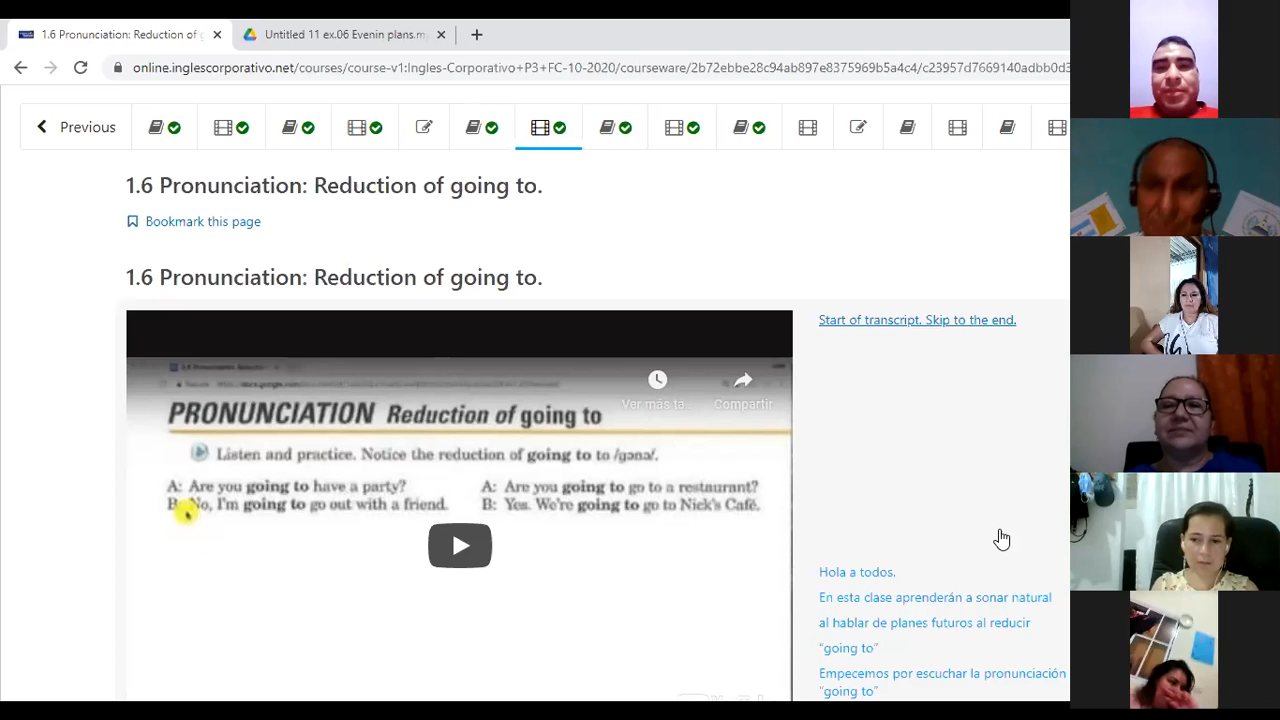 1.6 Pronunciation: Reduction of g
Untitled 11 ex.06 Evenin plans.m
online.inglescorporativo.net/courses/course-v1:Ingles-Corporativo+P3+FC-10-2020/courseware/2b72ebbe28c94ab897e8375969b5a4c4/c23957d7669140adbb0d3
Previous
1.6 Pronunciation: Reduction of going to.
Bookmark this page
1.6 Pronunciation: Reduction of going to.
Start of transcript. Skip to the end.
Ver más ta...
Compartir
PRONUNCIATION Reduction of going to
Listen and practice. Notice the reduction of going to to /gənə/.
A: Are you going to have a party?
B: No, I'm going to go out with a friend.
A: Are you going to go to a restaurant?
B: Yes. We're going to go to Nick's Café.
Hola a todos.
En esta clase aprenderán a sonar natural
al hablar de planes futuros al reducir
“going to”
Empecemos por escuchar la pronunciación
“going to”